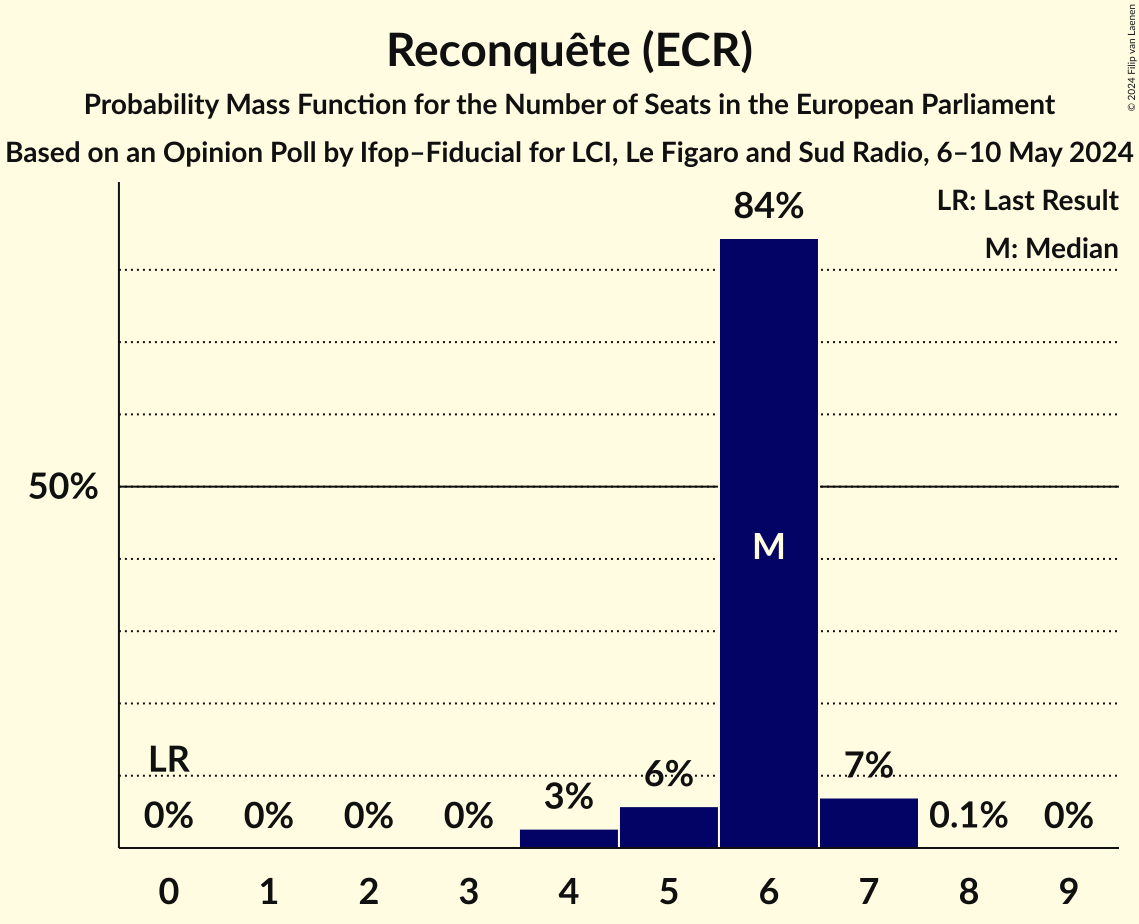 Reconquête (ECR)
Probability Mass Function for the Number of Seats in the European Parliament
Based on an Opinion Poll by Ifop–Fiducial for LCI, Le Figaro and Sud Radio, 6–10 May 2024
© 2024 Filip van Laenen
LR: Last Result
M: Median
84%
50%
M
LR
0% 0% 0% 0% 3% 6% 7% 0.1% 0%
0 1 2 3 4 5 6 7 8 9